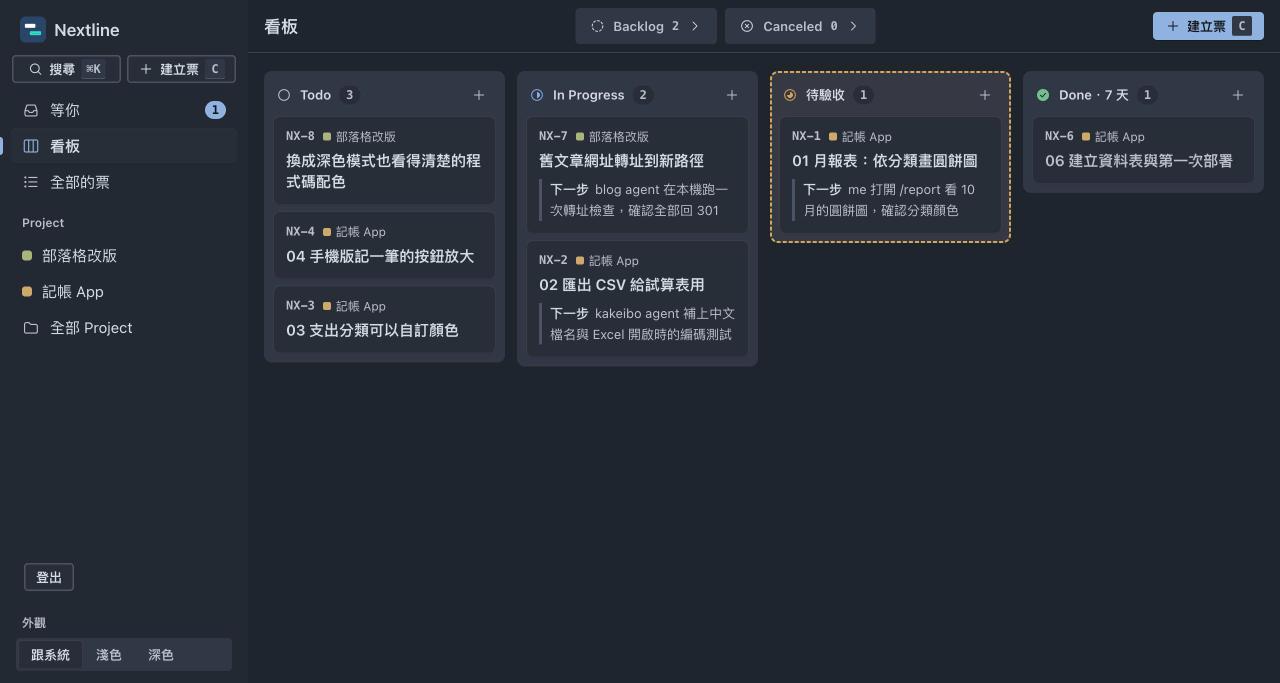 Nextline
搜尋 ⌘K
建立票 C
等你 1
看板
全部的票
Project
部落格改版
記帳 App
全部 Project
登出
外觀
跟系統 淺色 深色
看板
Backlog 2
Canceled 0
建立票 C
Todo 3
NX-8 部落格改版
換成深色模式也看得清楚的程
式碼配色
NX-4 記帳 App
04 手機版記一筆的按鈕放大
NX-3 記帳 App
03 支出分類可以自訂顏色
In Progress 2
NX-7 部落格改版
舊文章網址轉址到新路徑
下一步 blog agent 在本機跑一
次轉址檢查，確認全部回 301
NX-2 記帳 App
02 匯出 CSV 給試算表用
下一步 kakeibo agent 補上中文
檔名與 Excel 開啟時的編碼測試
待驗收 1
NX-1 記帳 App
01 月報表：依分類畫圓餅圖
下一步 me 打開 /report 看 10
月的圓餅圖，確認分類顏色
Done · 7 天 1
NX-6 記帳 App
06 建立資料表與第一次部署